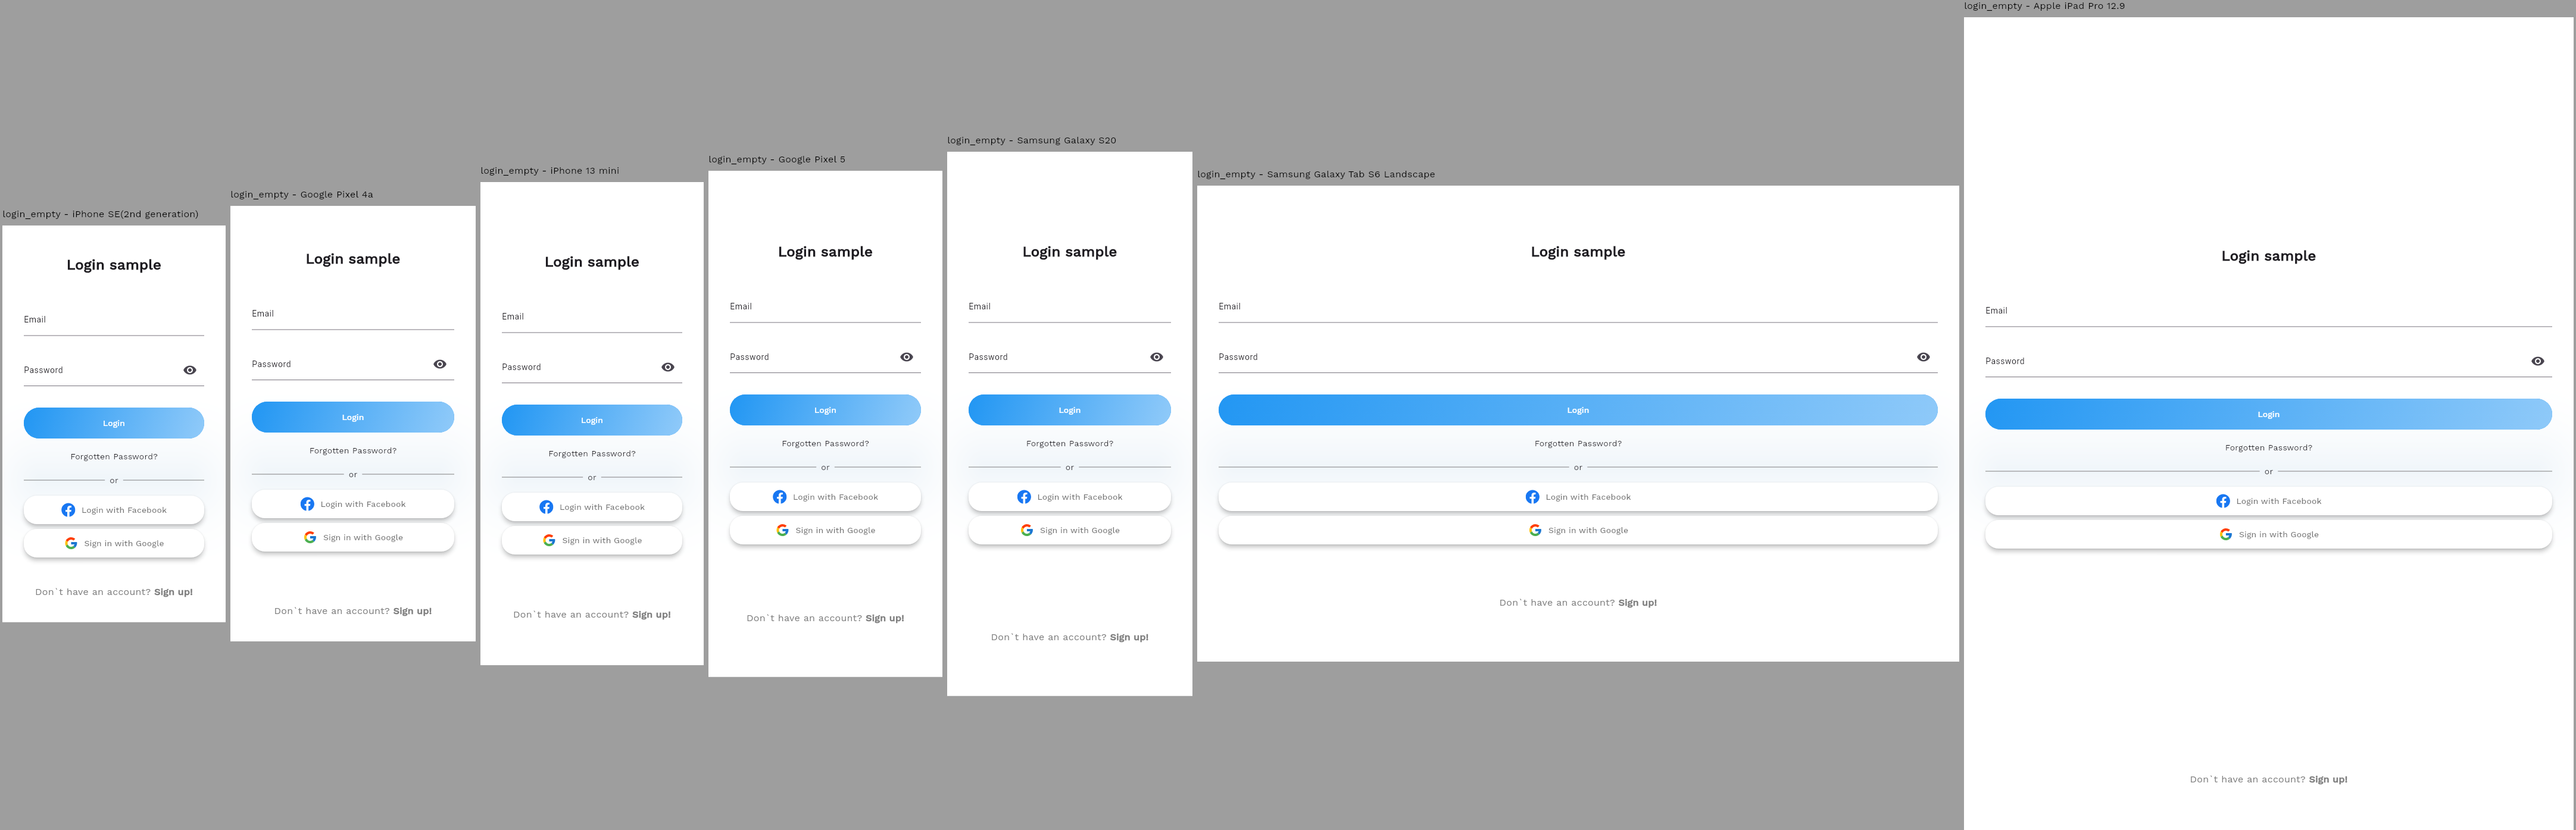 login_empty - iPhone SE(2nd generation)
Login sample
Email
Password
Login
Forgotten Password?
or
Login with Facebook
Sign in with Google
Don`t have an account? Sign up!
login_empty - Google Pixel 4a
Login sample
Email
Password
Login
Forgotten Password?
or
Login with Facebook
Sign in with Google
Don`t have an account? Sign up!
login_empty - iPhone 13 mini
Login sample
Email
Password
Login
Forgotten Password?
or
Login with Facebook
Sign in with Google
Don`t have an account? Sign up!
login_empty - Google Pixel 5
Login sample
Email
Password
Login
Forgotten Password?
or
Login with Facebook
Sign in with Google
Don`t have an account? Sign up!
login_empty - Samsung Galaxy S20
Login sample
Email
Password
Login
Forgotten Password?
or
Login with Facebook
Sign in with Google
Don`t have an account? Sign up!
login_empty - Samsung Galaxy Tab S6 Landscape
Login sample
Email
Password
Login
Forgotten Password?
or
Login with Facebook
Sign in with Google
Don`t have an account? Sign up!
login_empty - Apple iPad Pro 12.9
Login sample
Email
Password
Login
Forgotten Password?
or
Login with Facebook
Sign in with Google
Don`t have an account? Sign up!